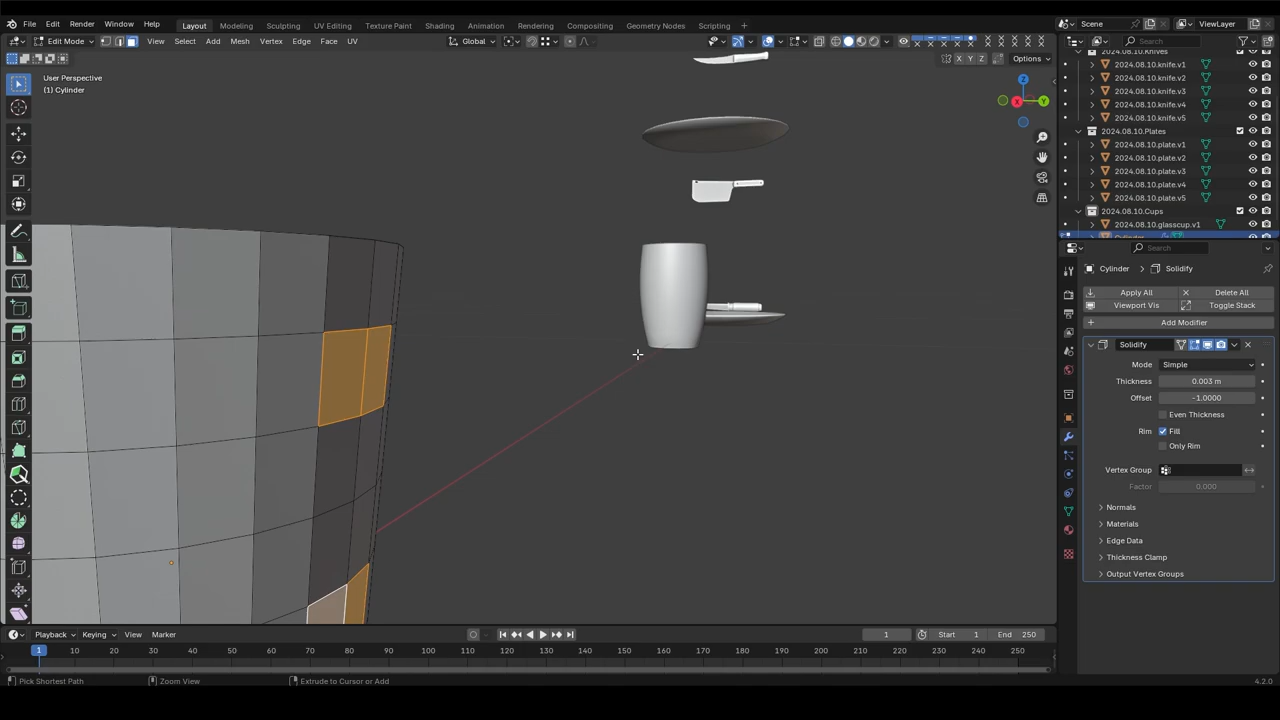 File Edit Render Window Help
Layout Modeling Sculpting UV Editing Texture Paint Shading Animation Rendering Compositing Geometry Nodes Scripting
Scene
ViewLayer
Edit Mode
View Select Add Mesh Vertex Edge Face UV
Global
Search
X Y Z
Options
User Perspective
(1) Cylinder
Z
X
Y
2024.08.10.Knives
2024.08.10.knife.v1
2024.08.10.knife.v2
2024.08.10.knife.v3
2024.08.10.knife.v4
2024.08.10.knife.v5
2024.08.10.Plates
2024.08.10.plate.v1
2024.08.10.plate.v2
2024.08.10.plate.v3
2024.08.10.plate.v4
2024.08.10.plate.v5
2024.08.10.Cups
2024.08.10.glasscup.v1
Cylinder
Search
Cylinder > Solidify
Apply All
Delete All
Viewport Vis
Toggle Stack
Add Modifier
Solidify
Mode Simple
Thickness 0.003 m
Offset -1.0000
Even Thickness
Rim Fill
Only Rim
Vertex Group
Factor 0.000
Normals
Materials
Edge Data
Thickness Clamp
Output Vertex Groups
Playback Keying View Marker
1
Start 1
End 250
1 10 20 30 40 50 60 70 80 90 100 110 120 130 140 150 160 170 180 190 200 210 220 230 240 250
Pick Shortest Path
Zoom View
Extrude to Cursor or Add
4.2.0